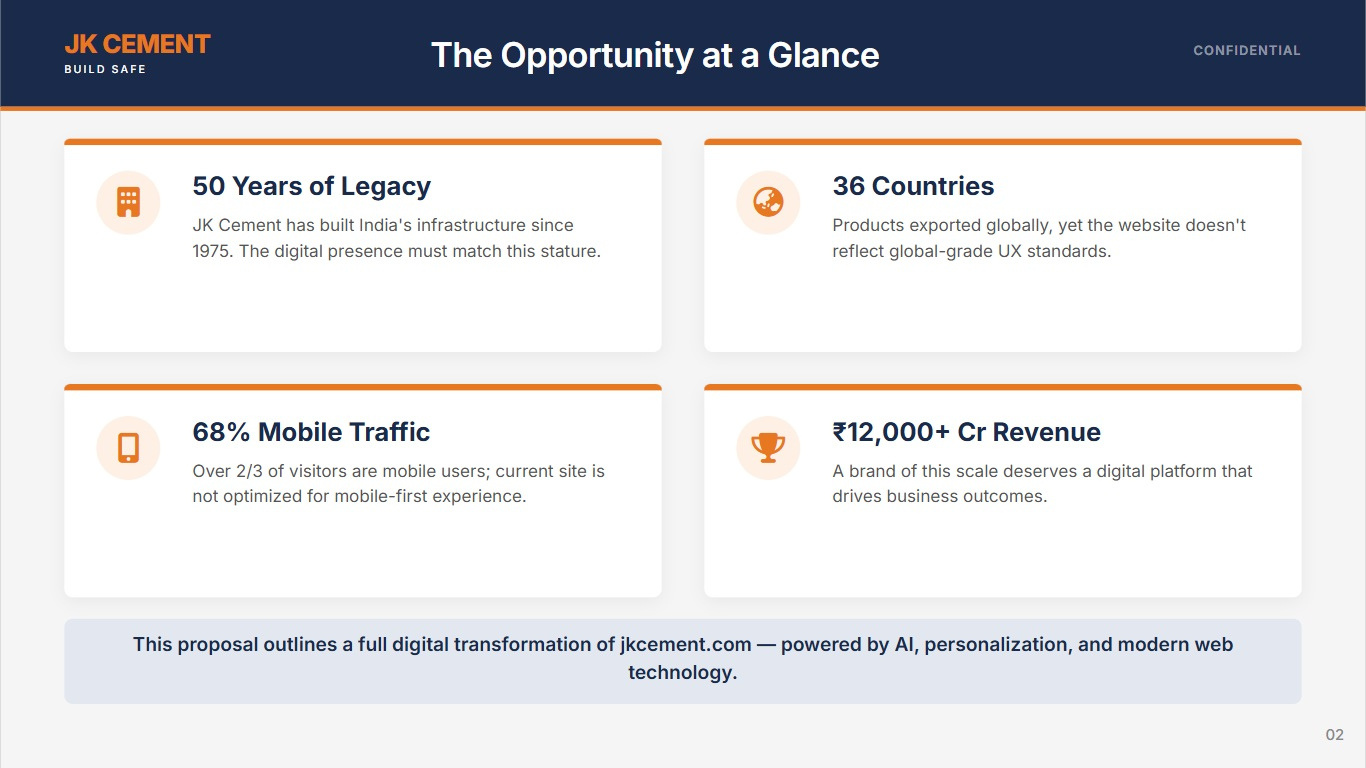 JK CEMENT
BUILD SAFE
The Opportunity at a Glance
CONFIDENTIAL
50 Years of Legacy
JK Cement has built India's infrastructure since
1975. The digital presence must match this stature.
36 Countries
Products exported globally, yet the website doesn't
reflect global-grade UX standards.
68% Mobile Traffic
Over 2/3 of visitors are mobile users; current site is
not optimized for mobile-first experience.
₹12,000+ Cr Revenue
A brand of this scale deserves a digital platform that
drives business outcomes.
This proposal outlines a full digital transformation of jkcement.com — powered by AI, personalization, and modern web
technology.
02